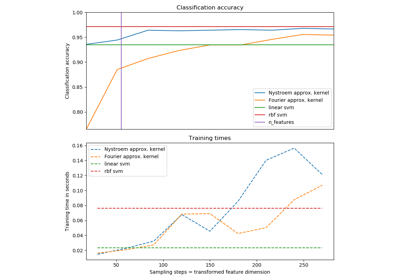 Classification accuracy
1.00
0.95
0.90
0.85
0.80
Classification accuracy
Nystroem approx. kernel
Fourier approx. kernel
linear svm
rbf svm
n_features
Training times
0.16
0.14
0.12
0.10
0.08
0.06
0.04
0.02
Training time in seconds
Nystroem approx. kernel
Fourier approx. kernel
linear svm
rbf svm
50
100
150
200
250
Sampling steps = transformed feature dimension